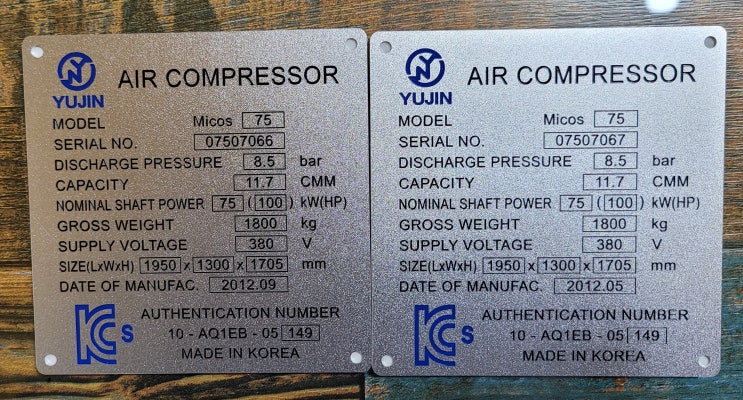 YUJIN
AIR COMPRESSOR
MODEL Micos 75
SERIAL NO. 07507066
DISCHARGE PRESSURE 8.5 bar
CAPACITY 11.7 CMM
NOMINAL SHAFT POWER 75 (100) kW(HP)
GROSS WEIGHT 1800 kg
SUPPLY VOLTAGE 380 V
SIZE(LxWxH) 1950 x 1300 x 1705 mm
DATE OF MANUFAC. 2012.09
KCs
AUTHENTICATION NUMBER
10 - AQ1EB - 05 149
MADE IN KOREA
YUJIN
AIR COMPRESSOR
MODEL Micos 75
SERIAL NO. 07507067
DISCHARGE PRESSURE 8.5 bar
CAPACITY 11.7 CMM
NOMINAL SHAFT POWER 75 (100) kW(HP)
GROSS WEIGHT 1800 kg
SUPPLY VOLTAGE 380 V
SIZE(LxWxH) 1950 x 1300 x 1705 mm
DATE OF MANUFAC. 2012.05
KCs
AUTHENTICATION NUMBER
10 - AQ1EB - 05 149
MADE IN KOREA